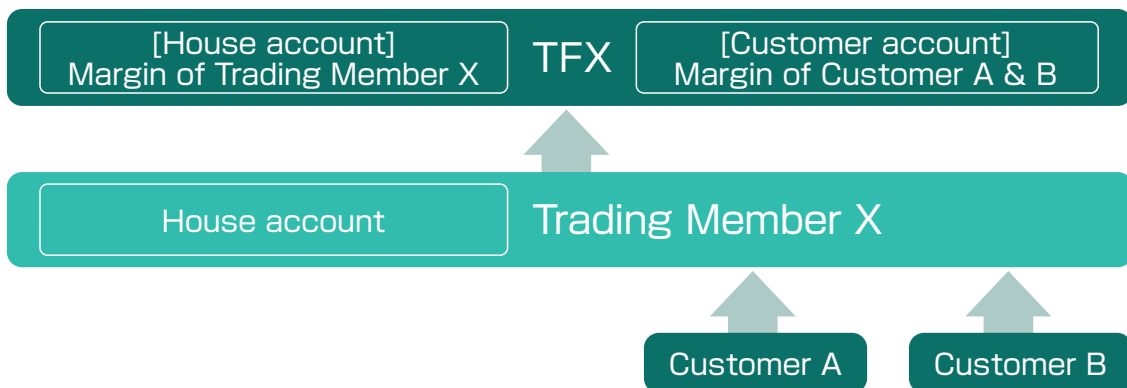 [House account]
Margin of Trading Member X
TFX
[Customer account]
Margin of Customer A & B
House account
Trading Member X
Customer A
Customer B